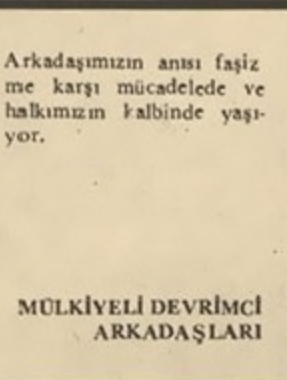 Arkadaşımızın anısı faşiz
me karşı mücadelede ve
halkımızın kalbinde yaşı-
yor.
MÜLKİYELİ DEVRİMCİ
ARKADAŞLARI